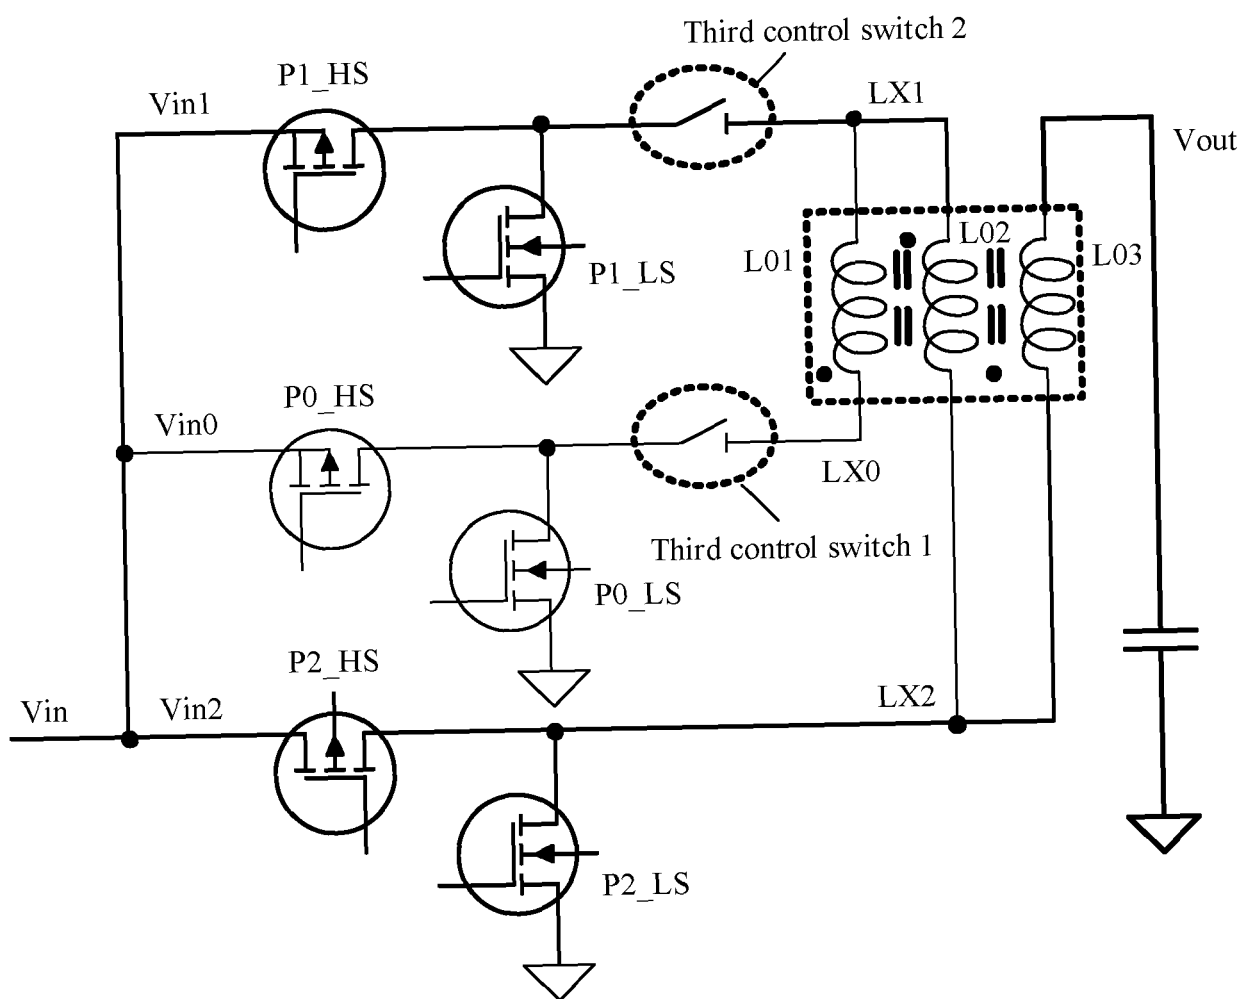 Third control switch 2
P1_HS
Vin1
LX1
Vout
L01
L02
L03
P1_LS
P0_HS
Vin0
LX0
Third control switch 1
P0_LS
P2_HS
Vin
Vin2
LX2
P2_LS